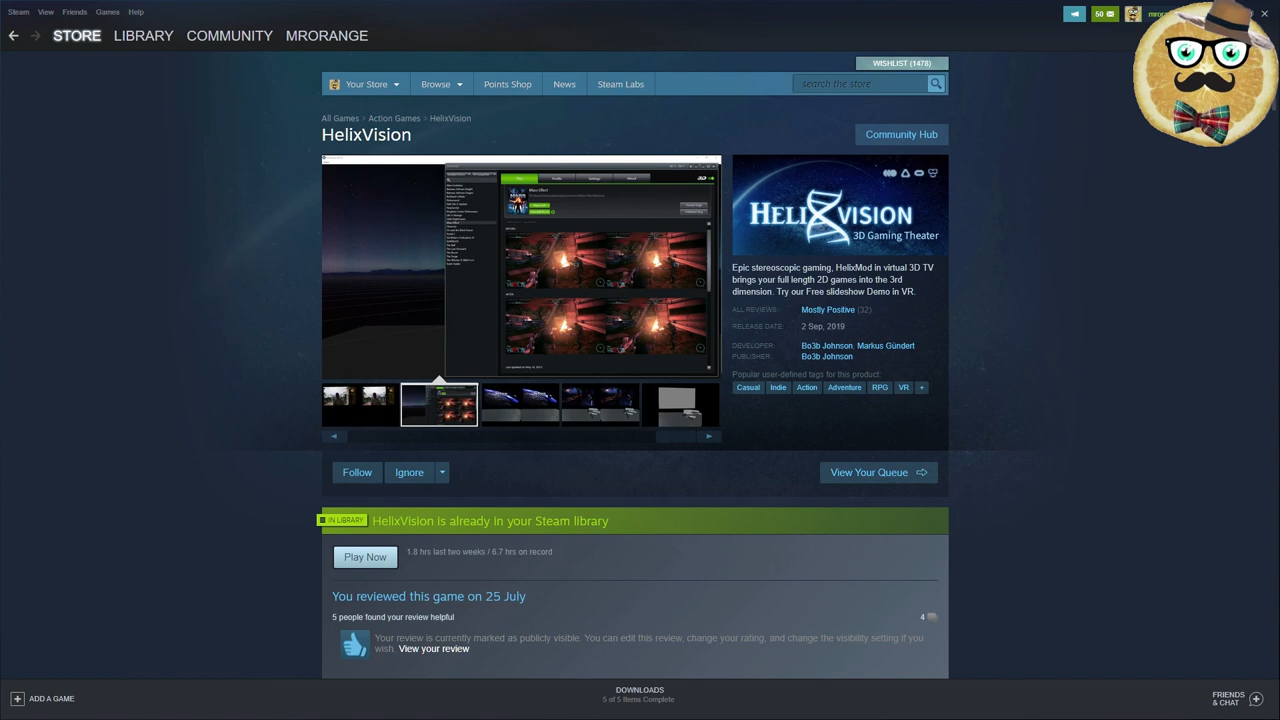 Steam View Friends Games Help
50
STORE LIBRARY COMMUNITY MRORANGE
WISHLIST (1478)
Your Store Browse Points Shop News Steam Labs search the store
All Games > Action Games > HelixVision
HelixVision
Community Hub
HELIXVISION
3D Gaming Theater
Epic stereoscopic gaming, HelixMod in virtual 3D TV
brings your full length 2D games into the 3rd
dimension. Try our Free slideshow Demo in VR.
ALL REVIEWS: Mostly Positive (32)
RELEASE DATE: 2 Sep, 2019
DEVELOPER: Bo3b Johnson, Markus Gündert
PUBLISHER: Bo3b Johnson
Popular user-defined tags for this product:
Casual Indie Action Adventure RPG VR +
Follow Ignore View Your Queue
IN LIBRARY HelixVision is already in your Steam library
Play Now 1.8 hrs last two weeks / 6.7 hrs on record
You reviewed this game on 25 July
5 people found your review helpful 4
Your review is currently marked as publicly visible. You can edit this review, change your rating, and change the visibility setting if you
wish. View your review
+ ADD A GAME
DOWNLOADS
5 of 5 Items Complete
FRIENDS
& CHAT